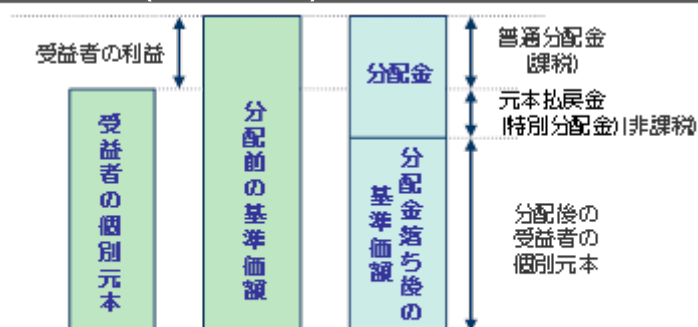 受益者の利益
受益者の個別元本
分配前の基準価額
分配金
分配金落ち後の
基準価額
普通分配金
(課税)
元本払戻金
(特別分配金)(非課税)
分配後の
受益者の
個別元本